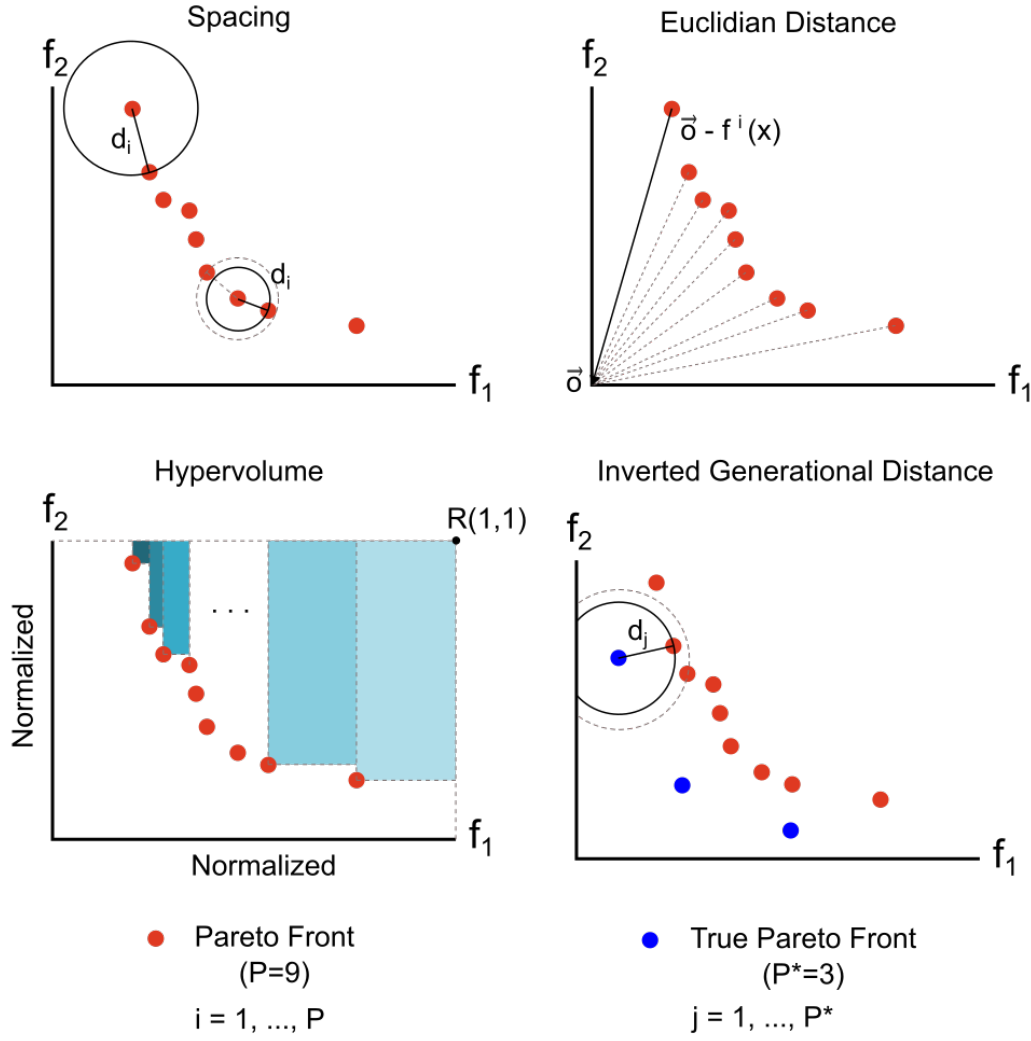 Spacing
f2
di
di
f1
Euclidian Distance
f2
o⃗ - f i (x)
o⃗
f1
Hypervolume
f2
R(1,1)
. . .
Normalized
f1
Normalized
Inverted Generational Distance
f2
dj
f1
Pareto Front
(P=9)
i = 1, ..., P
True Pareto Front
(P*=3)
j = 1, ..., P*